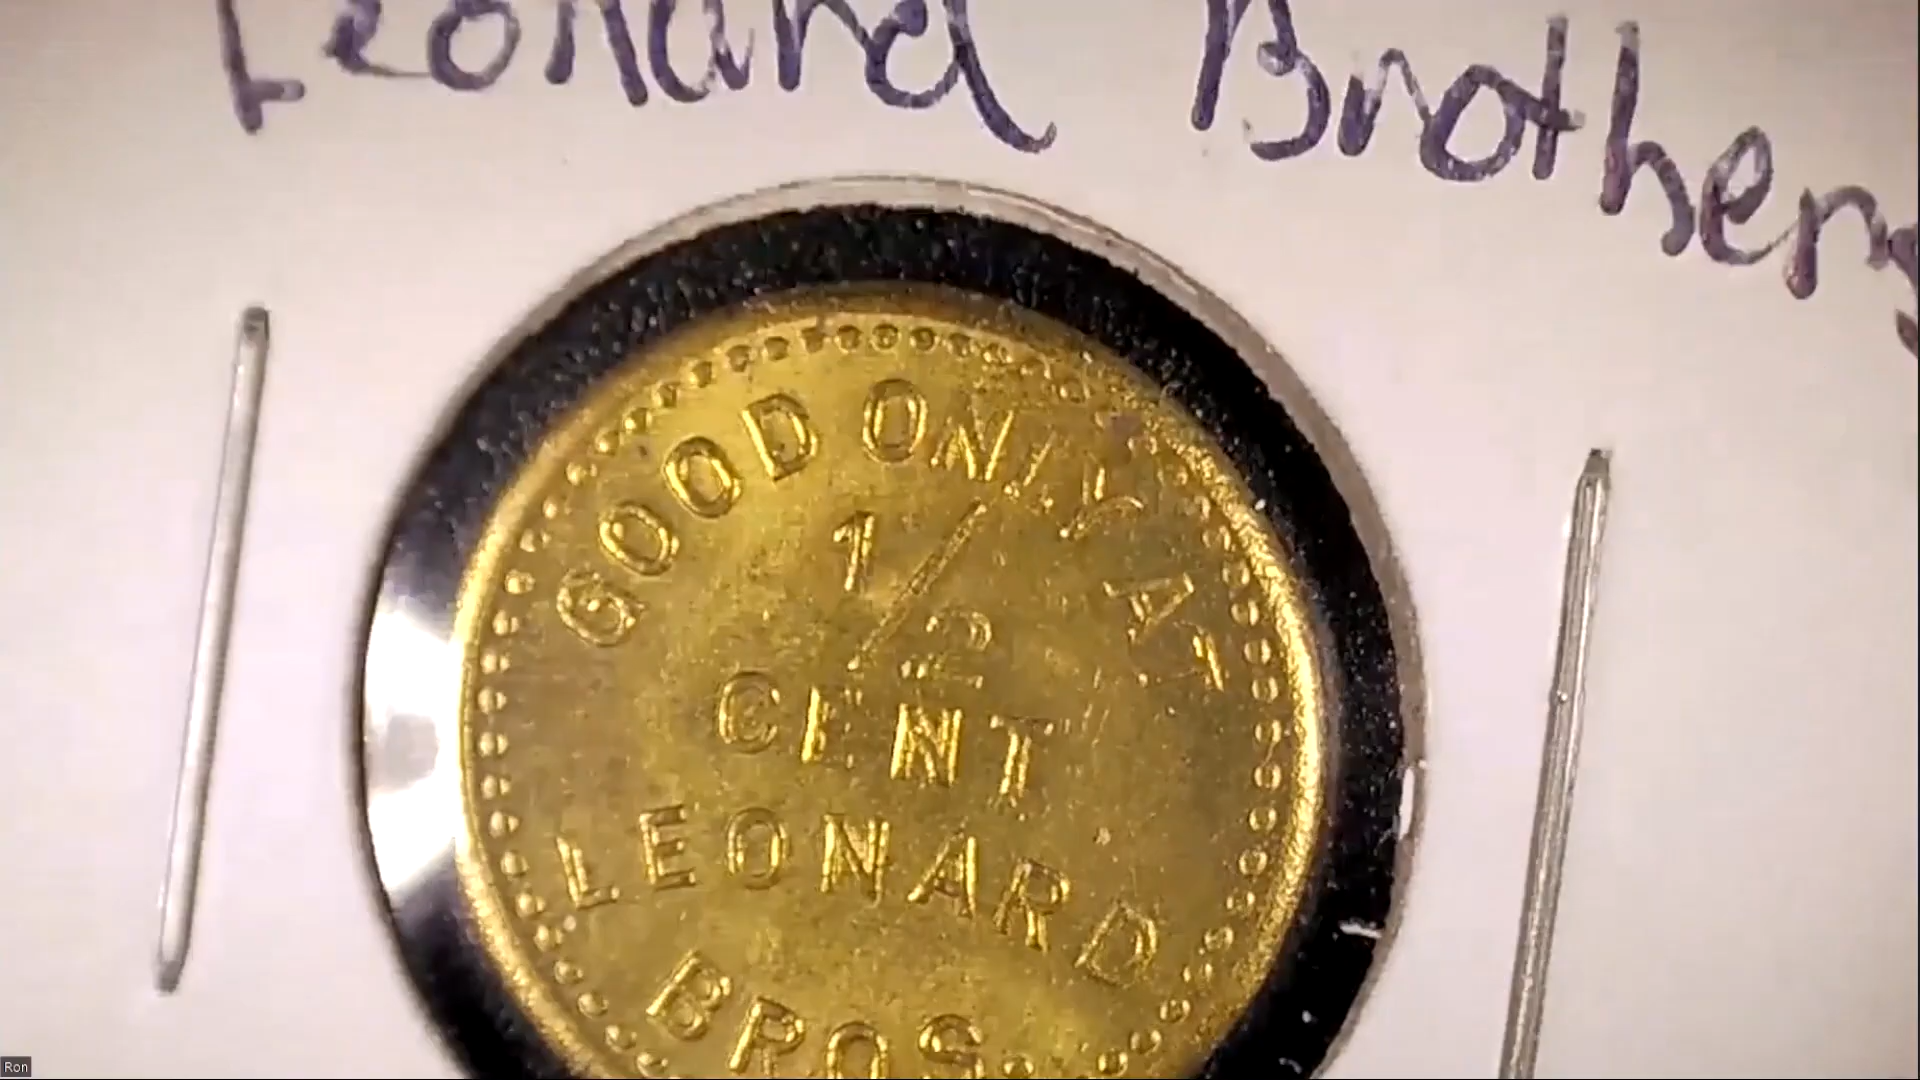 Leonard Brothers
GOOD ONLY AT
1/2
CENT
LEONARD
BROS.
Ron